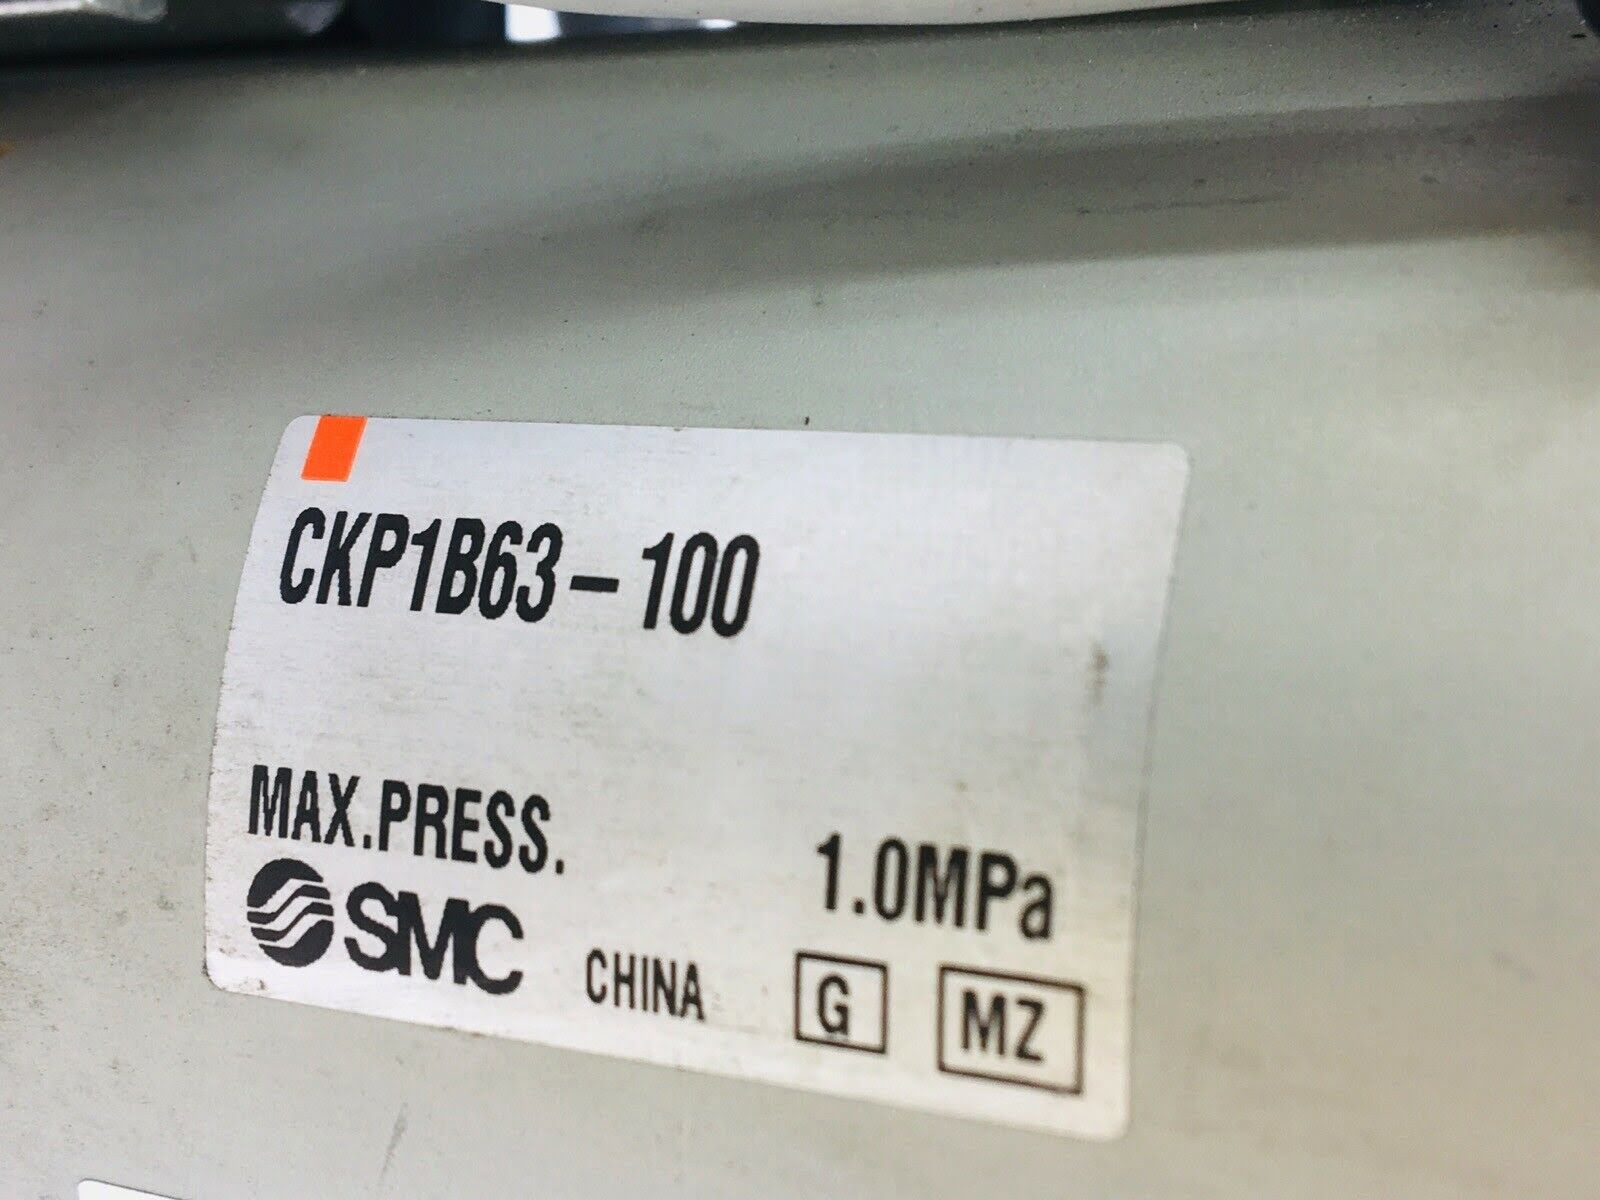 CKP1B63-100
MAX.PRESS. 1.0MPa
SMC CHINA G MZ